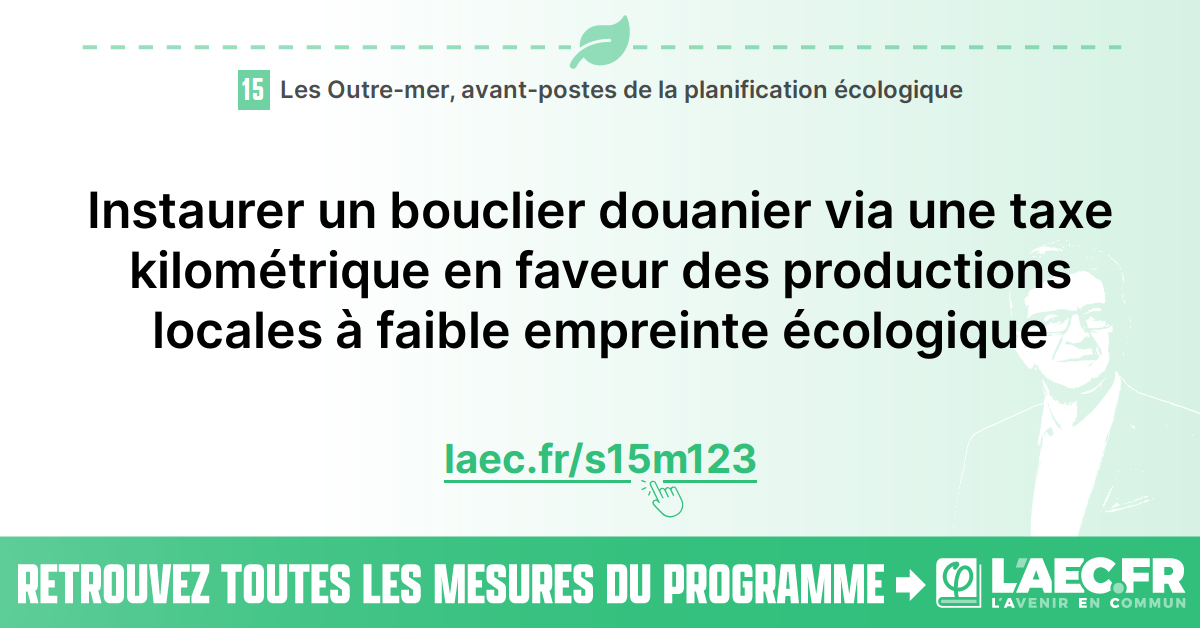 15 Les Outre-mer, avant-postes de la planification écologique
Instaurer un bouclier douanier via une taxe
kilométrique en faveur des productions
locales à faible empreinte écologique
laec.fr/s15m123
RETROUVEZ TOUTES LES MESURES DU PROGRAMME
φ L'AEC.FR
L'AVENIR EN COMMUN